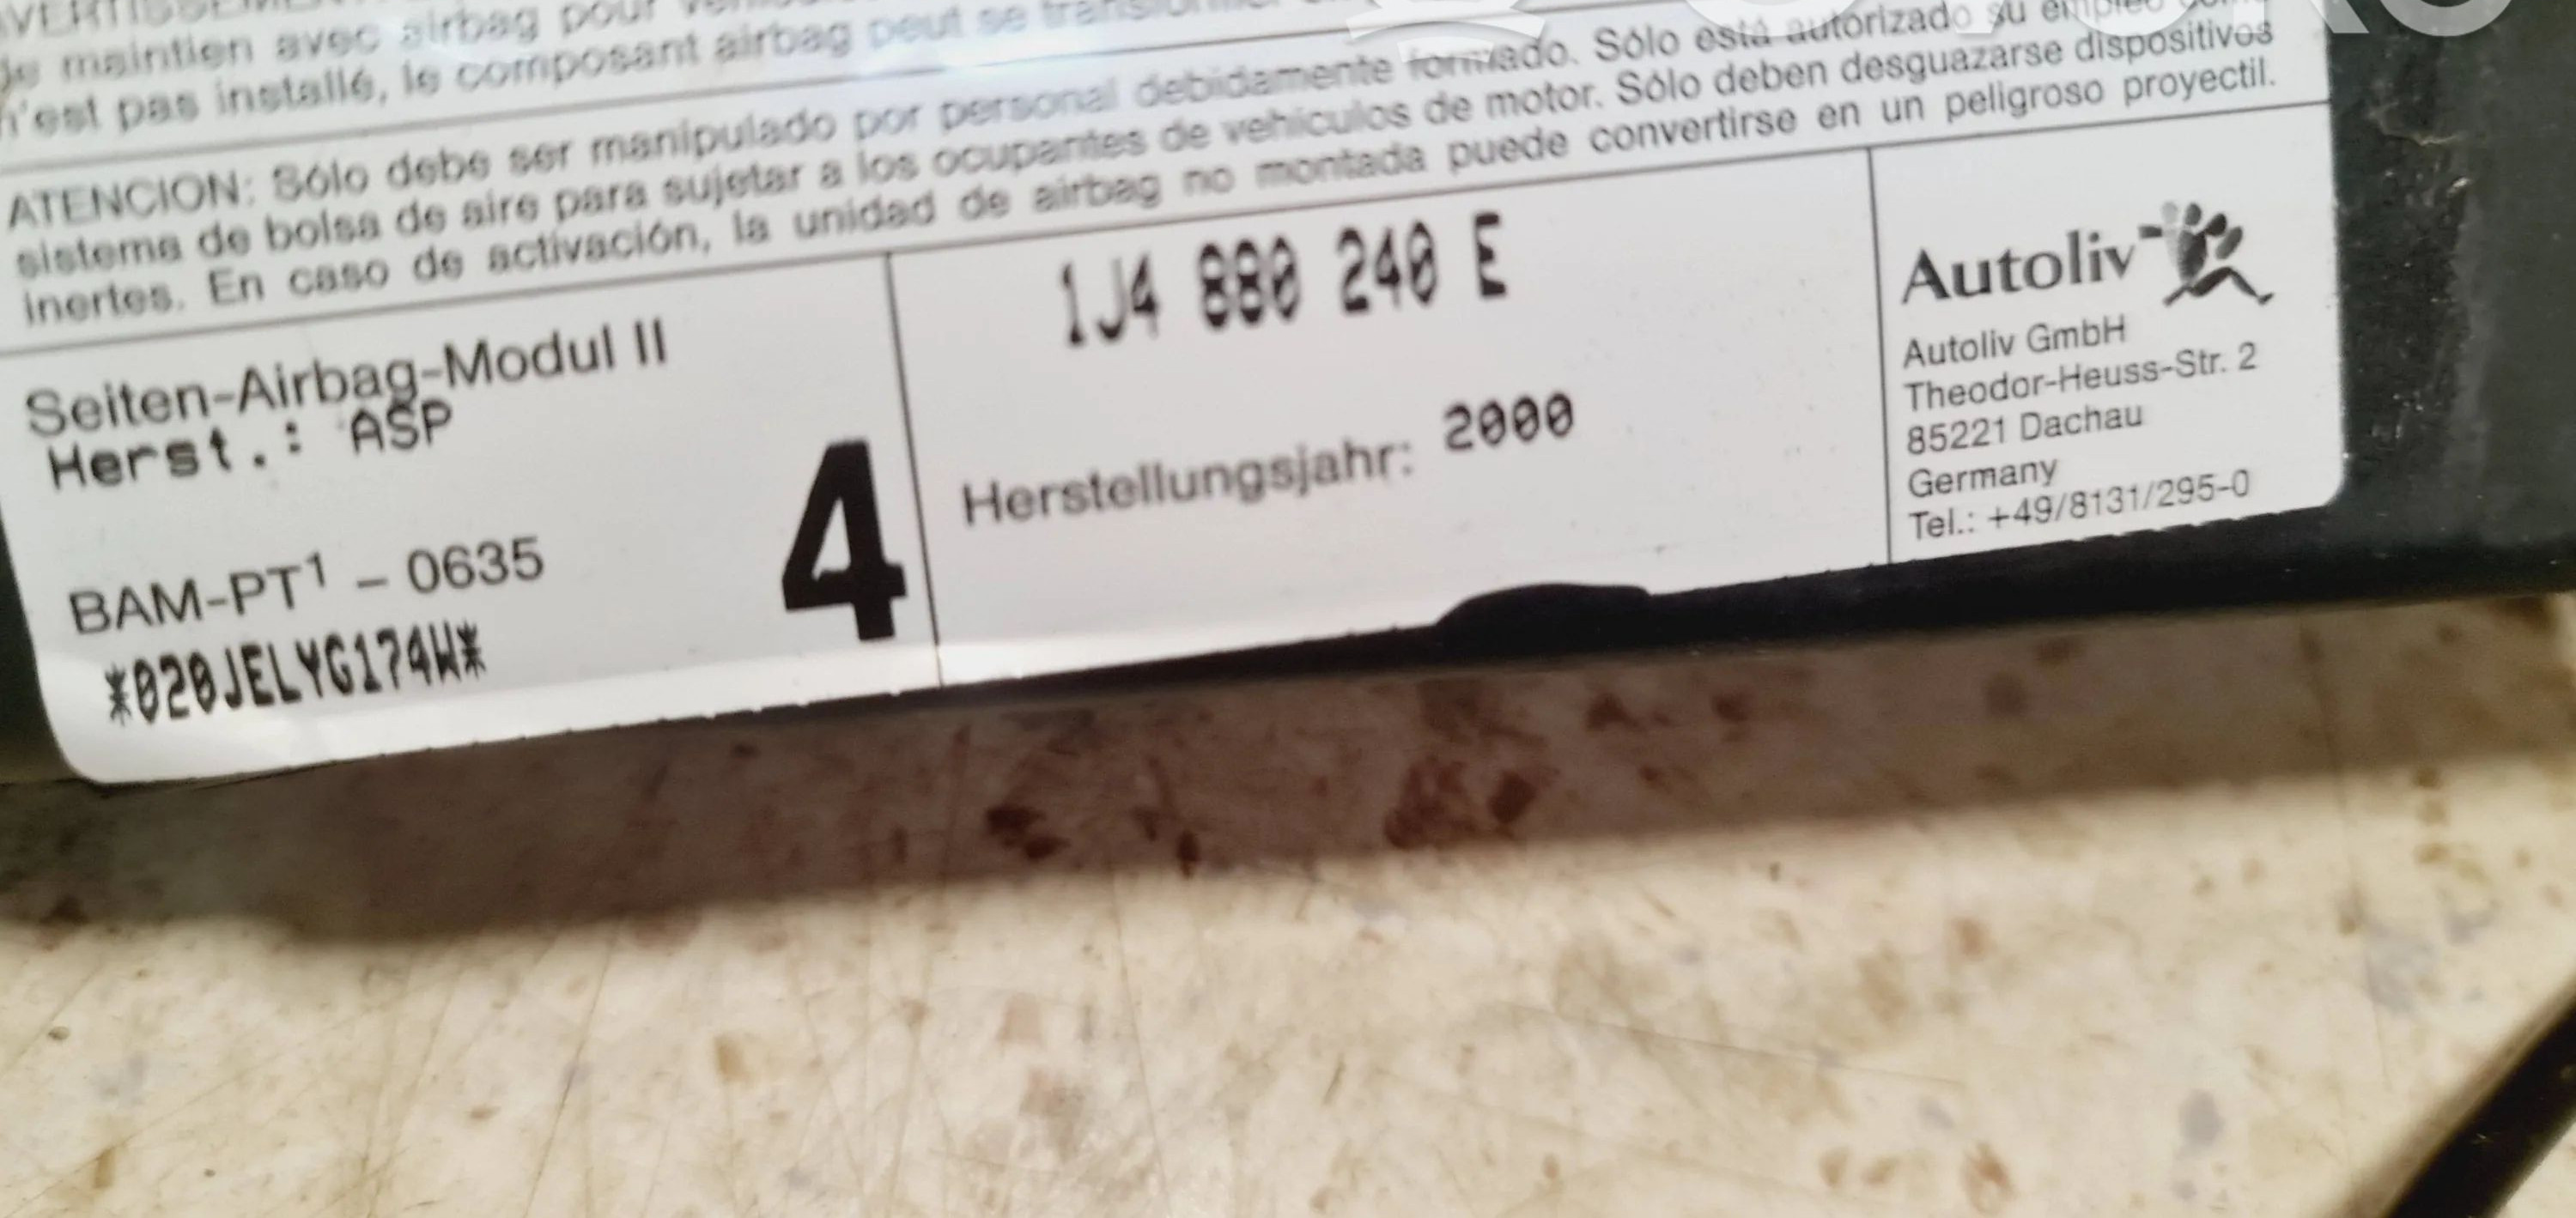 AVERTISSEMENT
de maintien avec airbag pour
n'est pas installé, le composant airbag peut se
ATENCION: Sólo debe ser manipulado por personal debidamente formado. Sólo está autorizado su empleo como
sistema de bolsa de aire para sujetar a los ocupantes de vehículos de motor. Sólo deben desguazarse dispositivos
inertes. En caso de activación, la unidad de airbag no montada puede convertirse en un peligroso proyectil.
Seiten-Airbag-Modul II
Herst.: ASP
BAM-PT¹ - 0635
*020JELYG174W*
4
1J4 880 240 E
Herstellungsjahr: 2000
Autoliv
Autoliv GmbH
Theodor-Heuss-Str. 2
85221 Dachau
Germany
Tel.: +49/8131/295-0